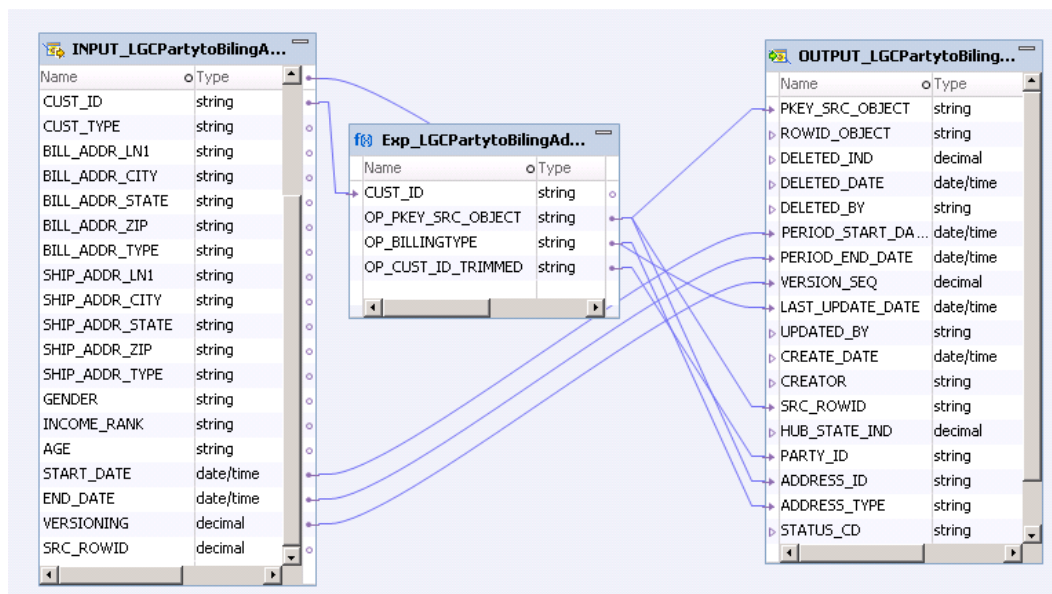 INPUT_LGCPartytoBilingA...
Name Type
CUST_ID string
CUST_TYPE string
BILL_ADDR_LN1 string
BILL_ADDR_CITY string
BILL_ADDR_STATE string
BILL_ADDR_ZIP string
BILL_ADDR_TYPE string
SHIP_ADDR_LN1 string
SHIP_ADDR_CITY string
SHIP_ADDR_STATE string
SHIP_ADDR_ZIP string
SHIP_ADDR_TYPE string
GENDER string
INCOME_RANK string
AGE string
START_DATE date/time
END_DATE date/time
VERSIONING decimal
SRC_ROWID decimal
f(x) Exp_LGCPartytoBilingAd...
Name Type
CUST_ID string
OP_PKEY_SRC_OBJECT string
OP_BILLINGTYPE string
OP_CUST_ID_TRIMMED string
OUTPUT_LGCPartytoBiling...
Name Type
PKEY_SRC_OBJECT string
ROWID_OBJECT string
DELETED_IND decimal
DELETED_DATE date/time
DELETED_BY string
PERIOD_START_DA... date/time
PERIOD_END_DATE date/time
VERSION_SEQ decimal
LAST_UPDATE_DATE date/time
UPDATED_BY string
CREATE_DATE date/time
CREATOR string
SRC_ROWID string
HUB_STATE_IND decimal
PARTY_ID string
ADDRESS_ID string
ADDRESS_TYPE string
STATUS_CD string